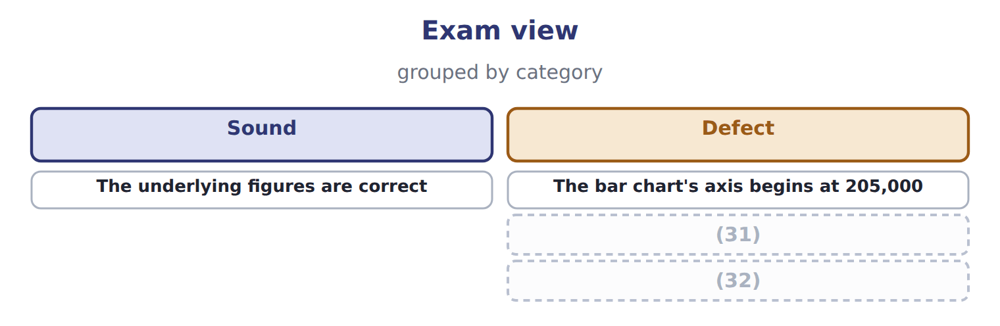 Exam view
grouped by category
Sound
Defect
The underlying figures are correct
The bar chart's axis begins at 205,000
(31)
(32)